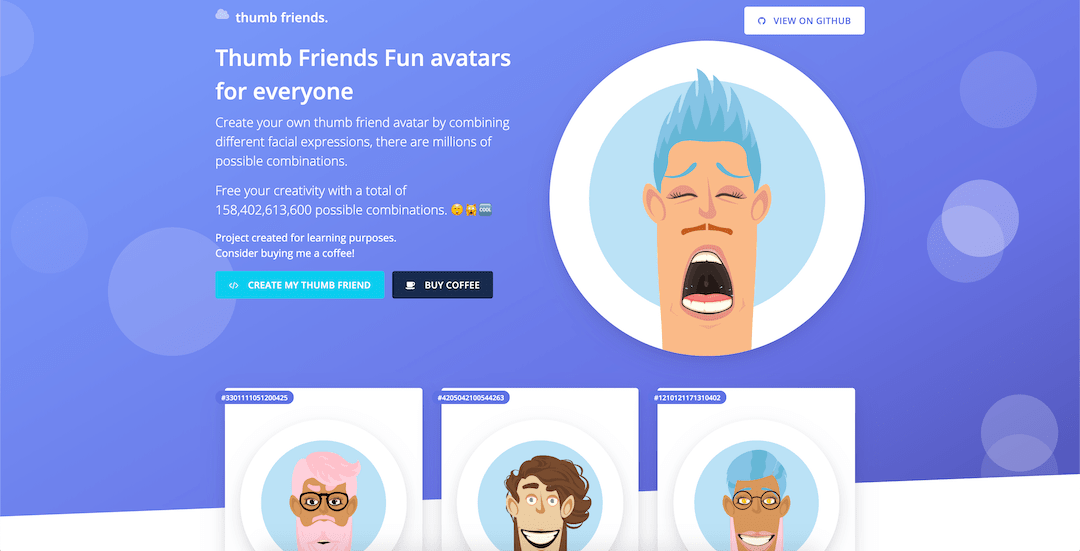 thumb friends.
VIEW ON GITHUB
Thumb Friends Fun avatars
for everyone
Create your own thumb friend avatar by combining
different facial expressions, there are millions of
possible combinations.
Free your creativity with a total of
158,402,613,600 possible combinations. 🤫😱🆒
Project created for learning purposes.
Consider buying me a coffee!
CREATE MY THUMB FRIEND
BUY COFFEE
#3301111051200425
#4205042100544263
#1210121171310402